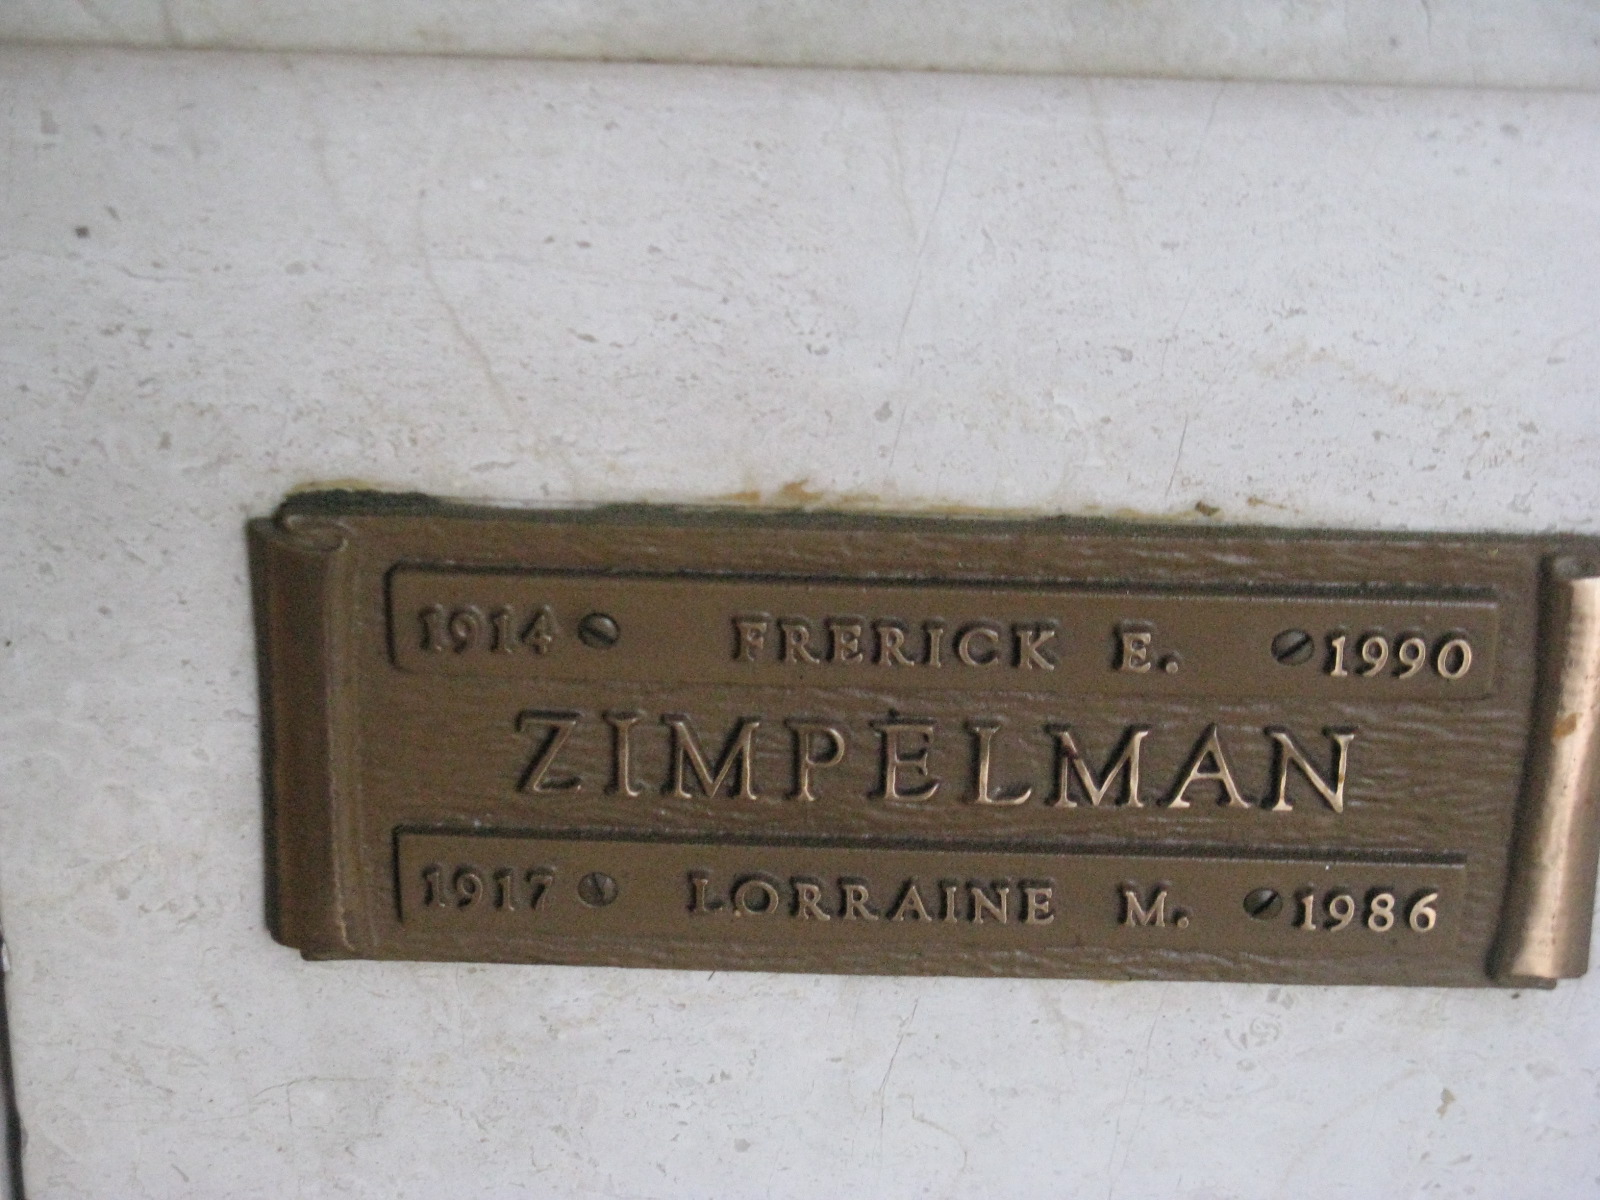 1914 FRERICK E. 1990
ZIMPELMAN
1917 LORRAINE M. 1986